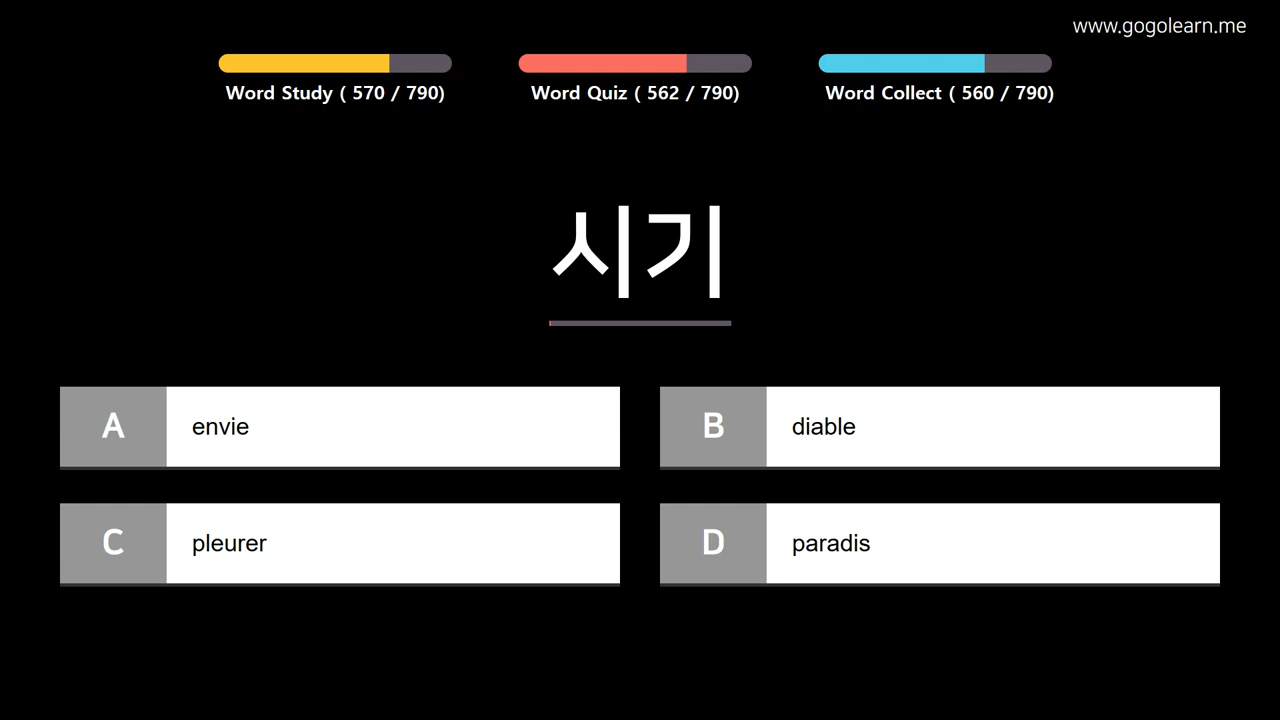 www.gogolearn.me
Word Study ( 570 / 790)
Word Quiz ( 562 / 790)
Word Collect ( 560 / 790)
시기
A envie
B diable
C pleurer
D paradis